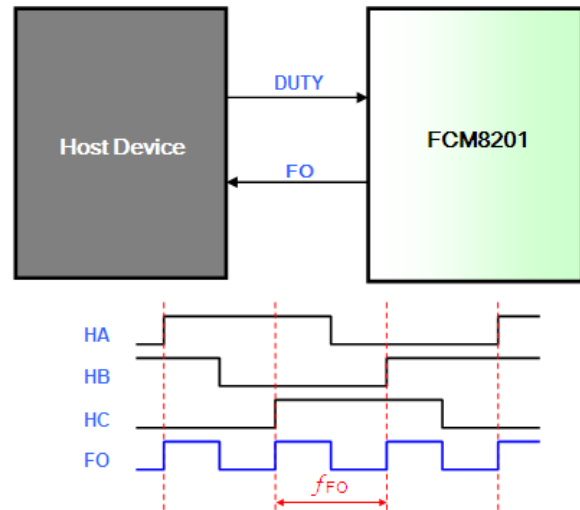 DUTY
Host Device
FCM8201
FO
HA
HB
HC
FO
fFO